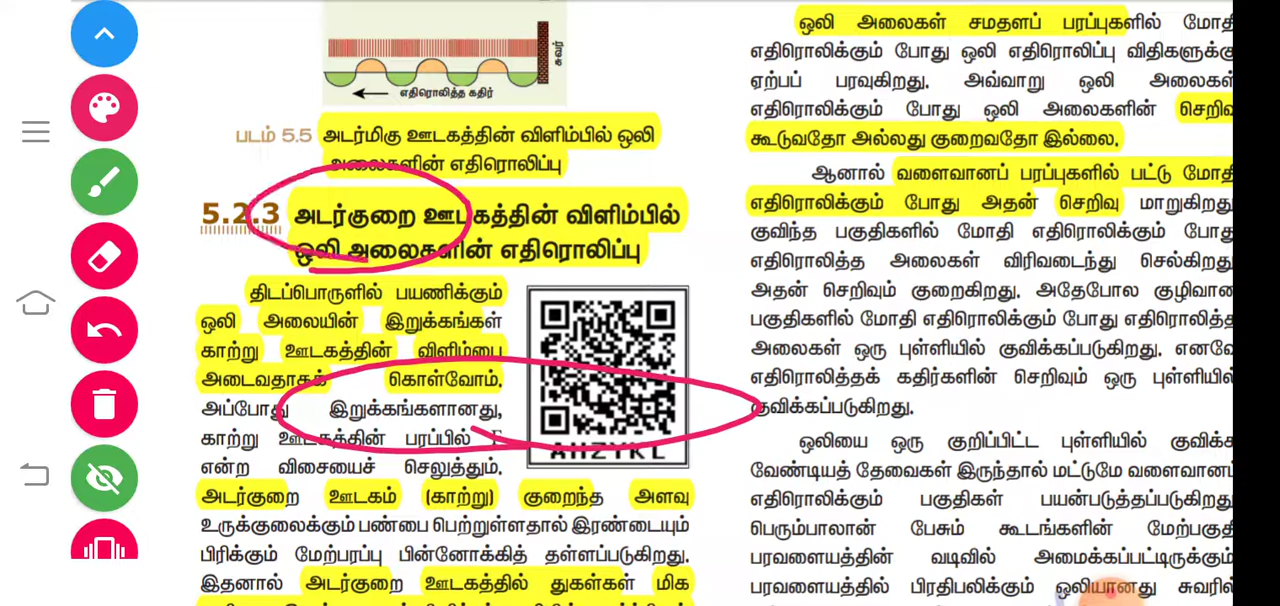 சுவர்
எதிரொலித்த கதிர்
படம் 5.5 அடர்மிகு ஊடகத்தின் விளிம்பில் ஒலி
அலைகளின் எதிரொலிப்பு
5.2.3 அடர்குறை ஊடகத்தின் விளிம்பில்
ஒலி அலைகளின் எதிரொலிப்பு
திடப்பொருளில் பயணிக்கும்
ஒலி அலையின் இறுக்கங்கள்
காற்று ஊடகத்தின் விளிம்பை
அடைவதாகக் கொள்வோம்.
அப்போது இறுக்கங்களானது,
காற்று ஊடகத்தின் பரப்பில் F
என்ற விசையைச் செலுத்தும்.
அடர்குறை ஊடகம் (காற்று) குறைந்த அளவு
உருக்குலைக்கும் பண்பை பெற்றுள்ளதால் இரண்டையும்
பிரிக்கும் மேற்பரப்பு பின்னோக்கித் தள்ளப்படுகிறது.
இதனால் அடர்குறை ஊடகத்தில் துகள்கள் மிக
AHZYKL
ஒலி அலைகள் சமதளப் பரப்புகளில் மோதி
எதிரொலிக்கும் போது ஒலி எதிரொலிப்பு விதிகளுக்கு
ஏற்பப் பரவுகிறது. அவ்வாறு ஒலி அலைகள்
எதிரொலிக்கும் போது ஒலி அலைகளின் செறிவு
கூடுவதோ அல்லது குறைவதோ இல்லை.
ஆனால் வளைவானப் பரப்புகளில் பட்டு மோதி
எதிரொலிக்கும் போது அதன் செறிவு மாறுகிறது
குவிந்த பகுதிகளில் மோதி எதிரொலிக்கும் போது
எதிரொலித்த அலைகள் விரிவடைந்து செல்கிறது
அதன் செறிவும் குறைகிறது. அதேபோல குழிவான
பகுதிகளில் மோதி எதிரொலிக்கும் போது எதிரொலித்த
அலைகள் ஒரு புள்ளியில் குவிக்கப்படுகிறது. எனவே
எதிரொலித்தக் கதிர்களின் செறிவும் ஒரு புள்ளியில்
குவிக்கப்படுகிறது.
ஒலியை ஒரு குறிப்பிட்ட புள்ளியில் குவிக்க
வேண்டியத் தேவைகள் இருந்தால் மட்டுமே வளைவானப்
எதிரொலிக்கும் பகுதிகள் பயன்படுத்தப்படுகிறது
பெரும்பாலான் பேசும் கூடங்களின் மேற்பகுதி
பரவளையத்தின் வடிவில் அமைக்கப்பட்டிருக்கும்
பரவளையத்தில் பிரதிபலிக்கும் ஒலியானது சுவரில்